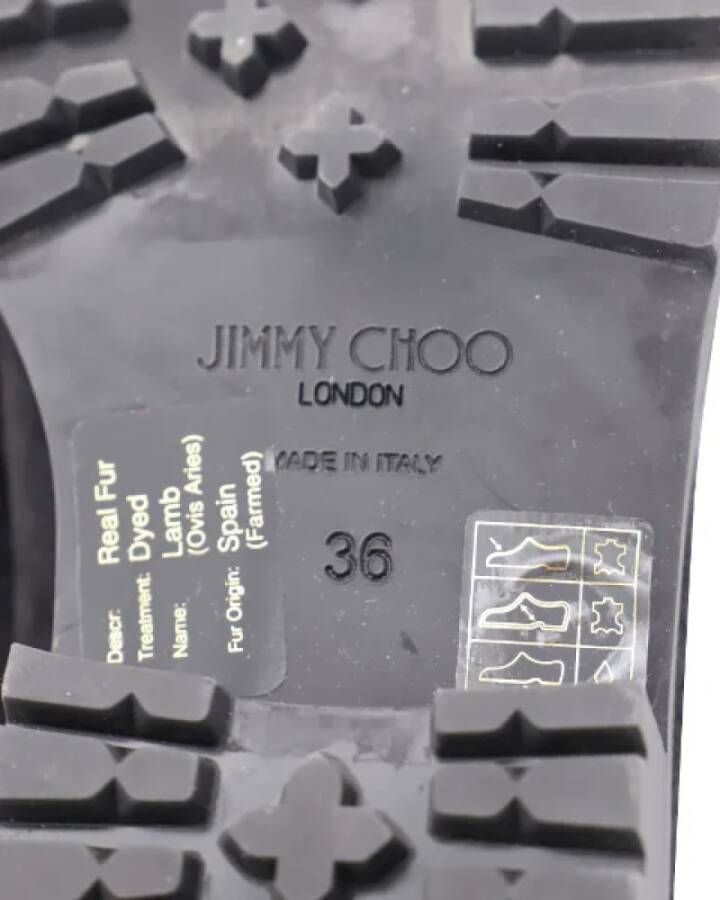 JIMMY CHOO
LONDON
MADE IN ITALY
36
Descr: Real Fur
Treatment: Dyed
Name: Lamb
(Ovis Aries)
Fur Origin: Spain
(Farmed)